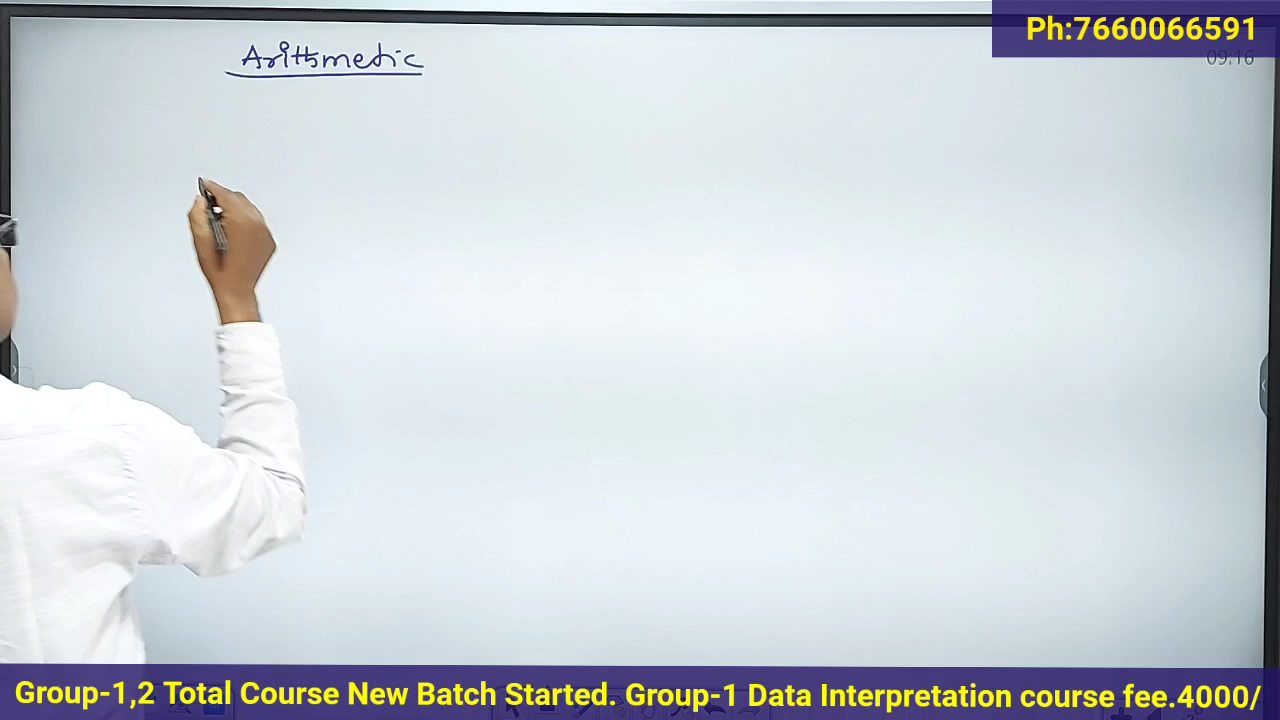 Ph:7660066591
09:16
Arithmetic
Group-1,2 Total Course New Batch Started. Group-1 Data Interpretation course fee.4000/